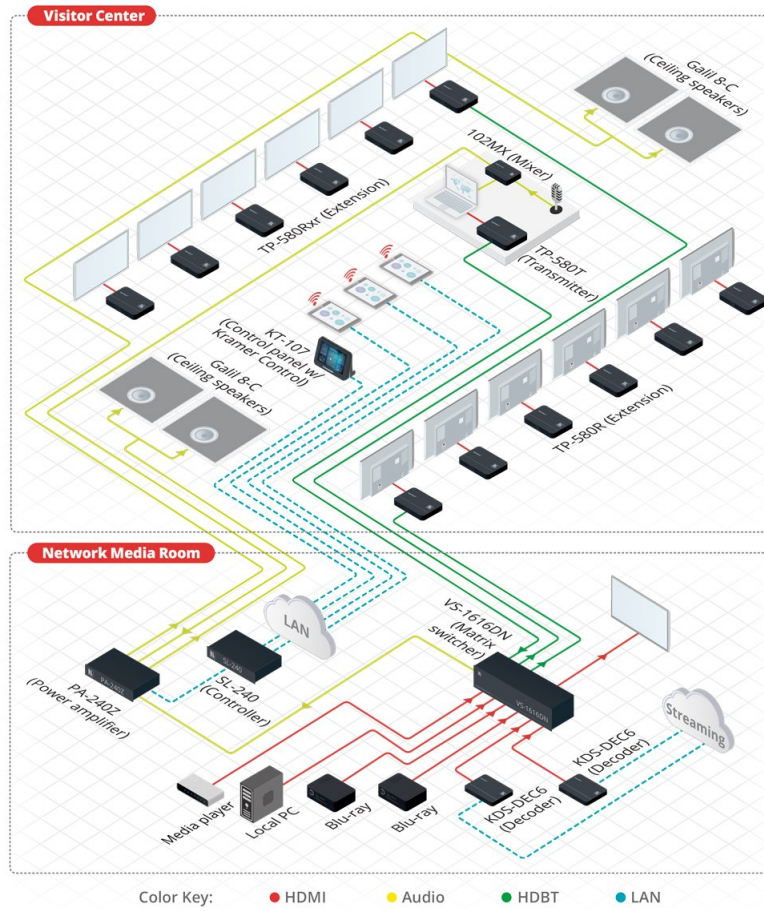 Visitor Center
Galil 8-C
(Ceiling speakers)
102MX (Mixer)
TP-580Rxr (Extension)
TP-580T
(Transmitter)
KT-107
(Control panel w/
Kramer Control)
Galil 8-C
(Ceiling speakers)
TP-580R (Extension)
Network Media Room
LAN
VS-1616DN
(Matrix
switcher)
PA-240Z
SL-240
VS-1616DN
PA-240Z
(Power amplifier)
SL-240
(Controller)
Streaming
KDS-DEC6
(Decoder)
KDS-DEC6
(Decoder)
Media player
Local PC
Blu-ray
Blu-ray
Color Key:
HDMI
Audio
HDBT
LAN